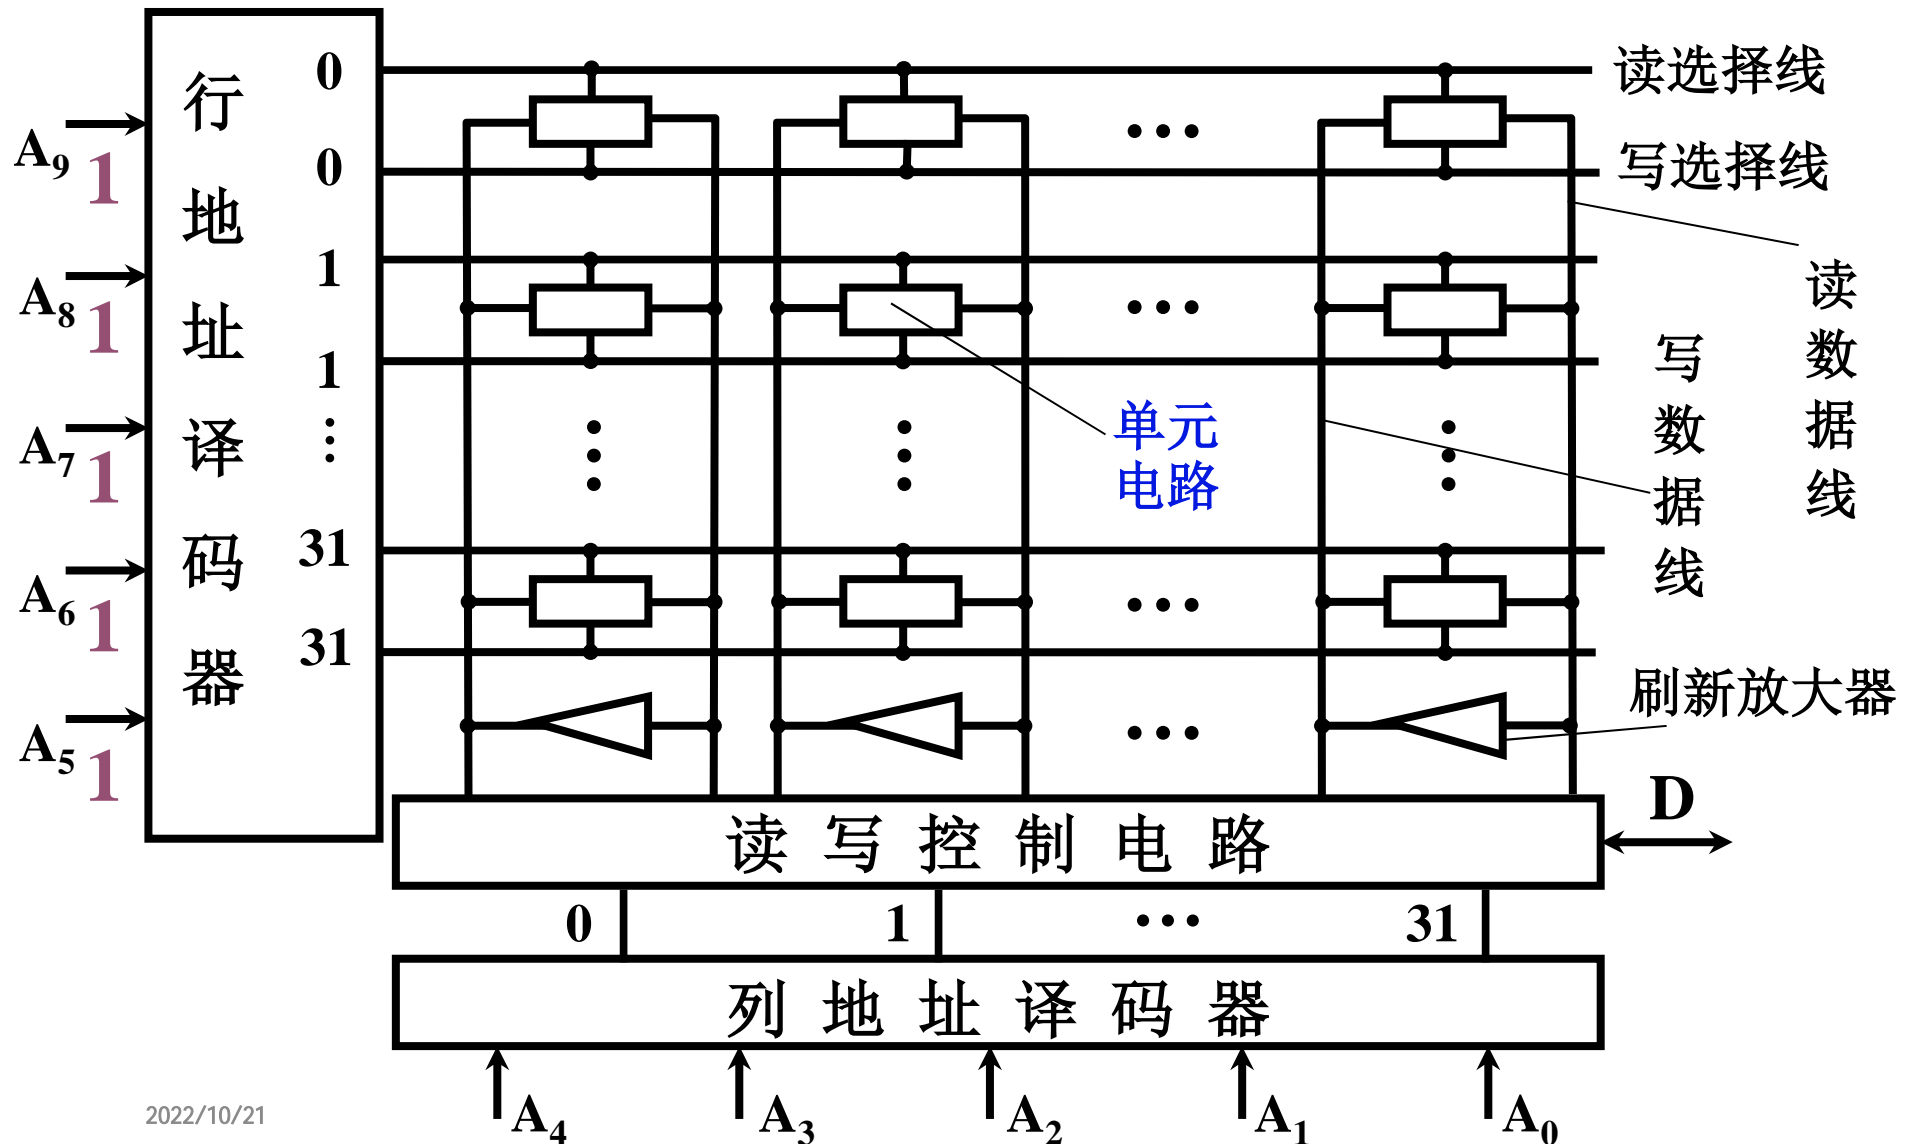 行地址译码器
A9 1
A8 1
A7 1
A6 1
A5 1
0
0
1
1
⋮
31
31
读选择线
写选择线
读数据线
写数据线
单元
电路
刷新放大器
D
读写控制电路
0 1 … 31
列地址译码器
A4 A3 A2 A1 A0
2022/10/21